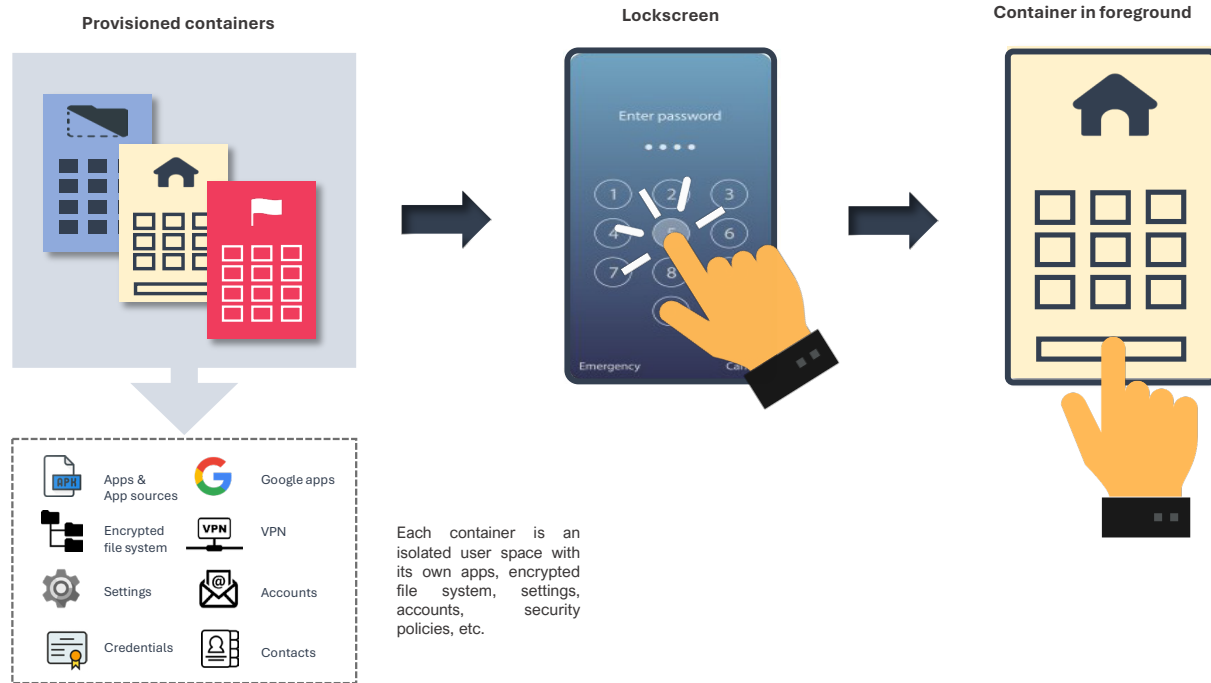 Provisioned containers
Lockscreen
Container in foreground
Enter password
1
2
3
4
5
6
7
8
Emergency
APK
Apps &
App sources
Google apps
Encrypted
file system
VPN
VPN
Settings
@
Accounts
Credentials
Contacts
Each container is an
isolated user space with
its own apps, encrypted
file system, settings,
accounts, security
policies, etc.